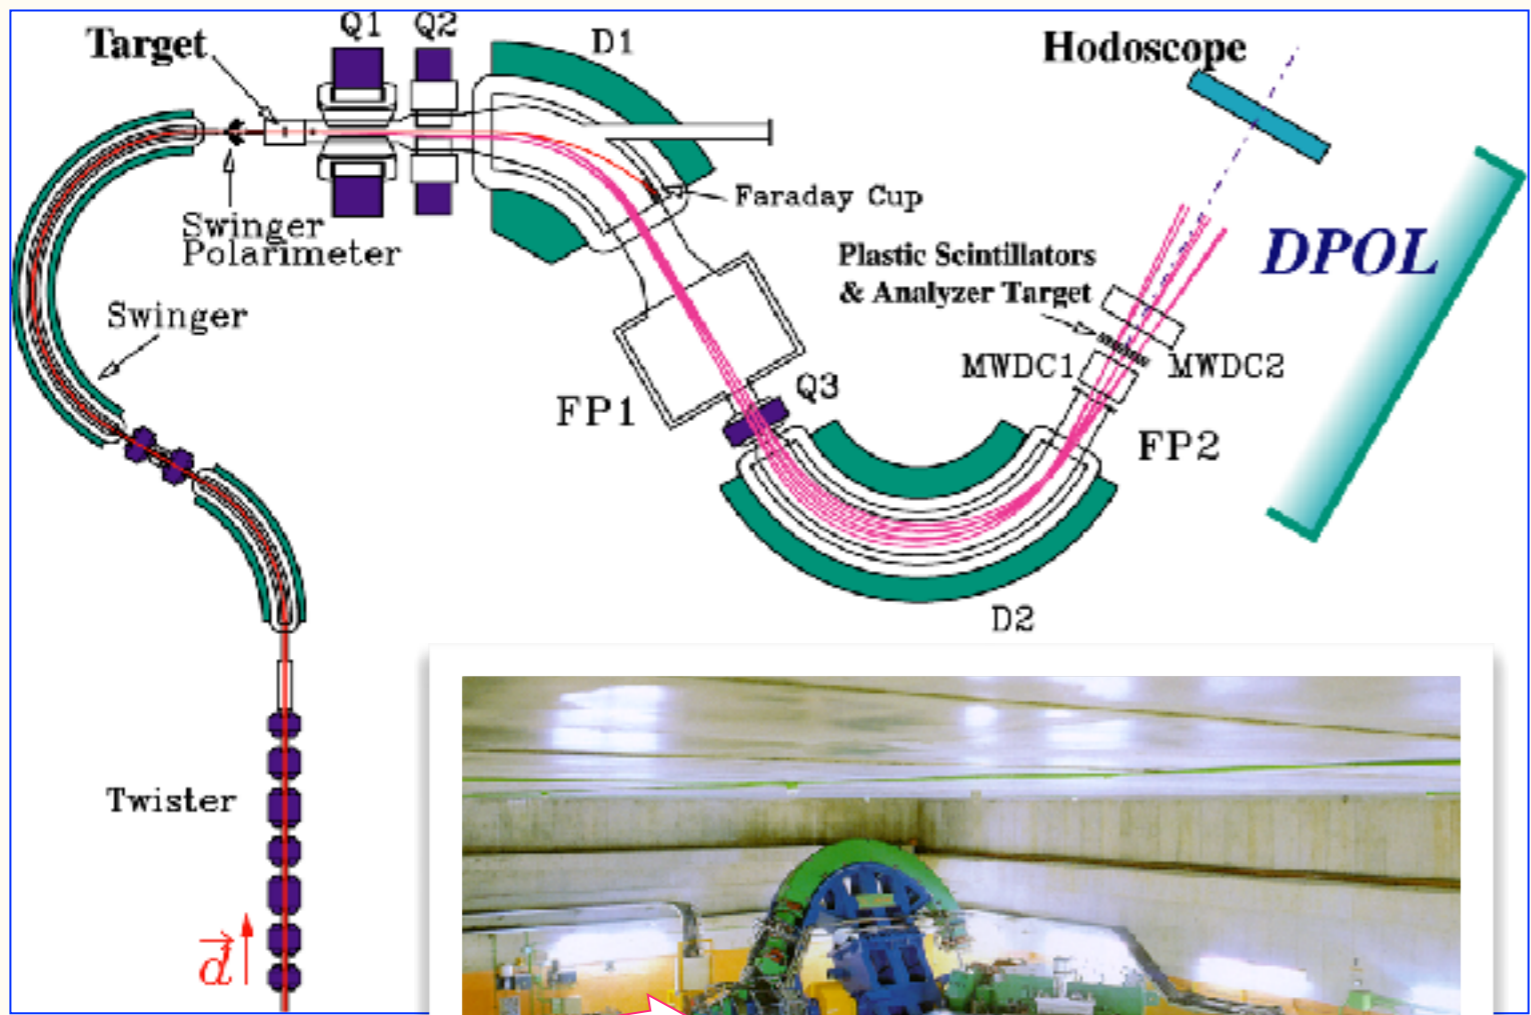 Target
Q1
Q2
D1
Hodoscope
Faraday Cup
Swinger
Polarimeter
Plastic Scintillators
& Analyzer Target
DPOL
Swinger
MWDC1
MWDC2
Q3
FP1
FP2
D2
Twister
d